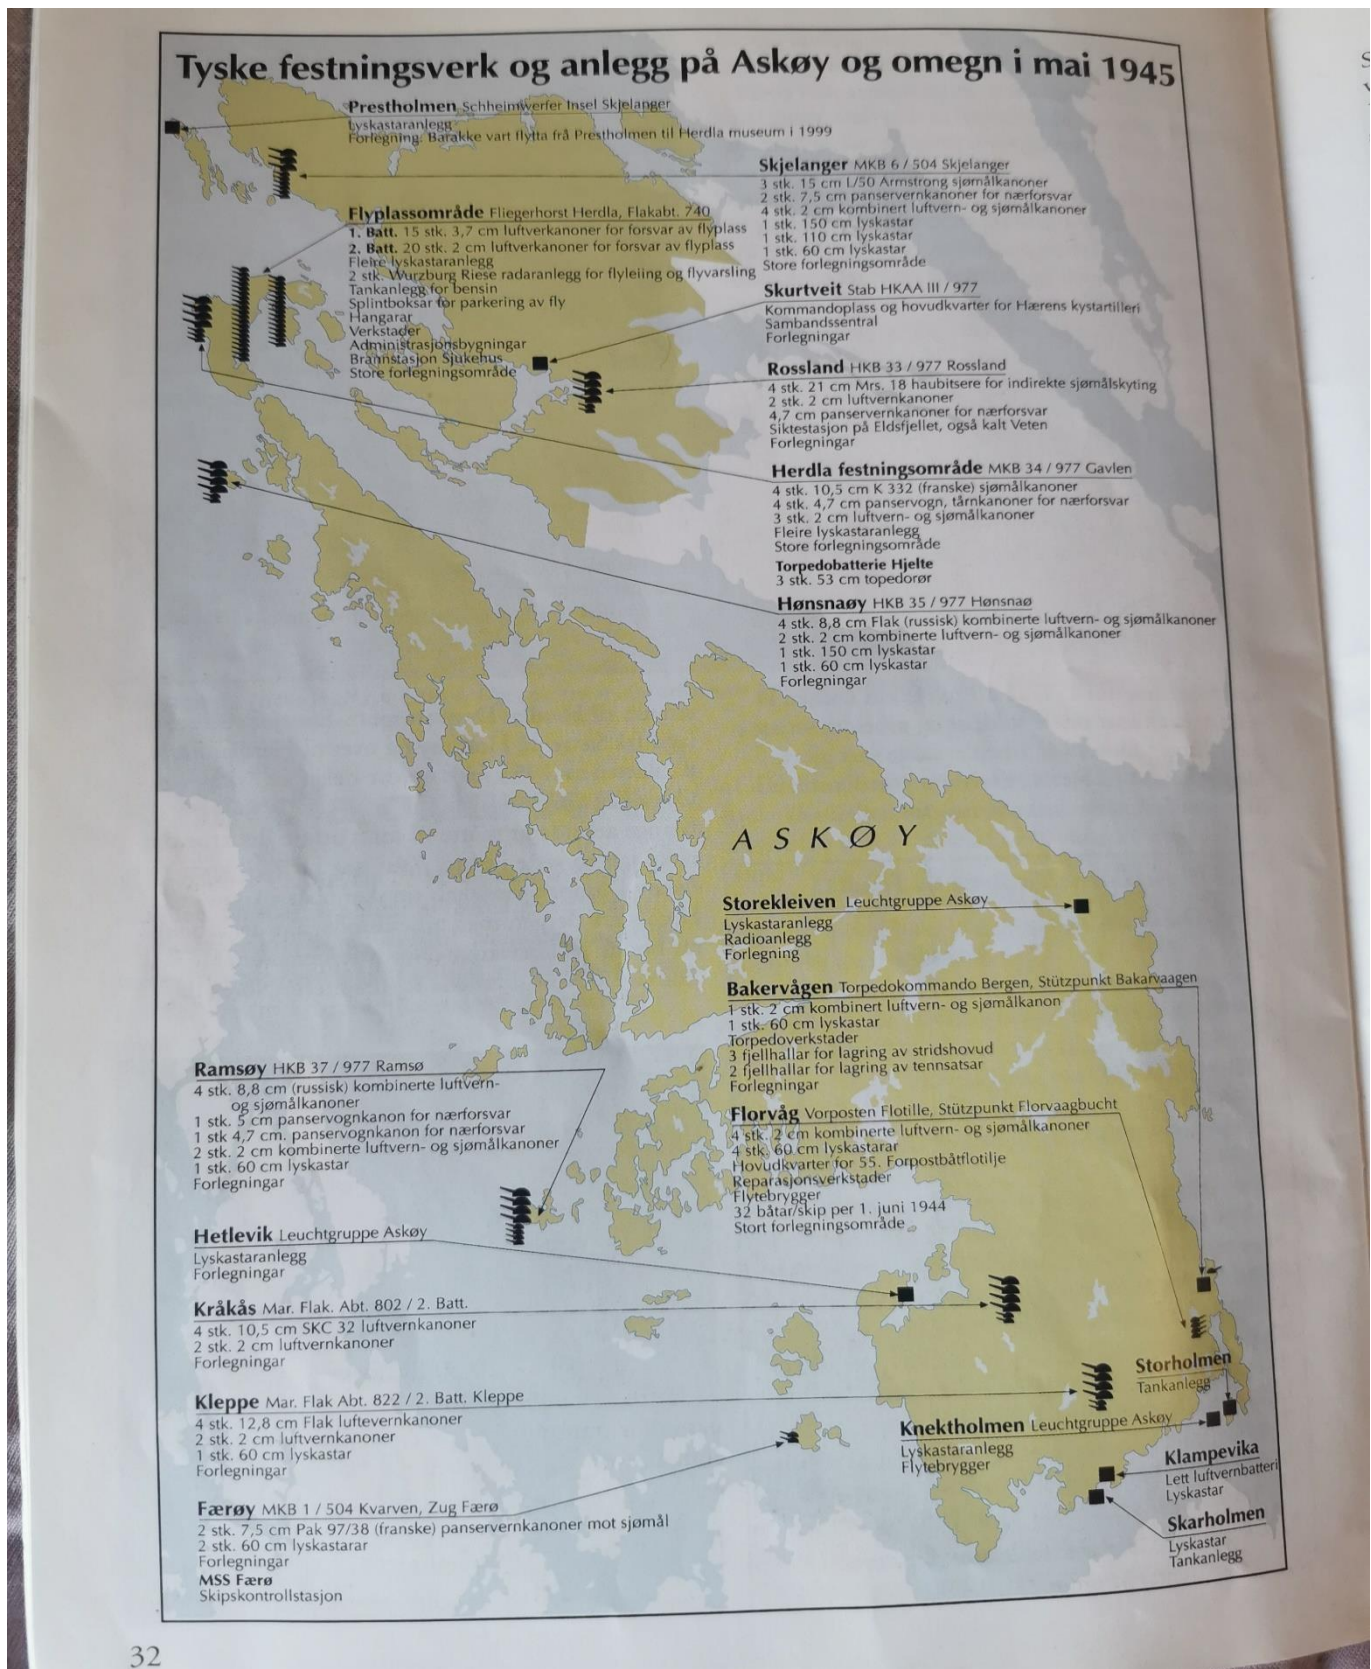 Tyske festningsverk og anlegg på Askøy og omegn i mai 1945
Prestholmen Schheimwerfer Insel Skjelanger
Lyskastaranlegg
Forlegning: Barakke vart flytta frå Prestholmen til Herdla museum i 1999
Skjelanger MKB 6 / 504 Skjelanger
3 stk. 15 cm L/50 Armstrong sjømålkanoner
2 stk. 7,5 cm panservernkanoner for nærforsvar
4 stk. 2 cm kombinert luftvern- og sjømålkanoner
1 stk. 150 cm lyskastar
1 stk. 110 cm lyskastar
1 stk. 60 cm lyskastar
Store forlegningsområde
Flyplassområde Fliegerhorst Herdla, Flakabt. 740
1. Batt. 15 stk. 3,7 cm luftverkanoner for forsvar av flyplass
2. Batt. 20 stk. 2 cm luftverkanoner for forsvar av flyplass
Fleire lyskastaranlegg
2 stk. Wurzburg Riese radaranlegg for flyleiing og flyvarsling
Tankanlegg for bensin
Splintboksar for parkering av fly
Hangarar
Verkstader
Administrasjonsbygningar
Brannstasjon Sjukehus
Store forlegningsområde
Skurtveit Stab HKAA III / 977
Kommandoplass og hovudkvarter for Hærens kystartilleri
Sambandssentral
Forlegningar
Rossland HKB 33 / 977 Rossland
4 stk. 21 cm Mrs. 18 haubitsere for indirekte sjømålskyting
2 stk. 2 cm luftvernkanoner
4,7 cm panservernkanoner for nærforsvar
Siktestasjon på Eldsfjellet, også kalt Veten
Forlegningar
Herdla festningsområde MKB 34 / 977 Gavlen
4 stk. 10,5 cm K 332 (franske) sjømålkanoner
4 stk. 4,7 cm panservogn, tårnkanoner for nærforsvar
3 stk. 2 cm luftvern- og sjømålkanoner
Fleire lyskastaranlegg
Store forlegningsområde
Torpedobatterie Hjelte
3 stk. 53 cm topedorør
Hønsnaøy HKB 35 / 977 Hønsnaø
4 stk. 8,8 cm Flak (russisk) kombinerte luftvern- og sjømålkanoner
2 stk. 2 cm kombinerte luftvern- og sjømålkanoner
1 stk. 150 cm lyskastar
1 stk. 60 cm lyskastar
Forlegningar
ASKØY
Storekleiven Leuchtgruppe Askøy
Lyskastaranlegg
Radioanlegg
Forlegning
Bakervågen Torpedokommando Bergen, Stützpunkt Bakarvaagen
1 stk. 2 cm kombinert luftvern- og sjømålkanon
1 stk. 60 cm lyskastar
Torpedoverkstader
3 fjellhallar for lagring av stridshovud
2 fjellhallar for lagring av tennsatsar
Forlegningar
Ramsøy HKB 37 / 977 Ramsø
4 stk. 8,8 cm (russisk) kombinerte luftvern-
og sjømålkanoner
1 stk. 5 cm panservognkanon for nærforsvar
1 stk 4,7 cm. panservognkanon for nærforsvar
2 stk. 2 cm kombinerte luftvern- og sjømålkanoner
1 stk. 60 cm lyskastar
Forlegningar
Florvåg Vorposten Flotille, Stützpunkt Florvaagbucht
4 stk. 2 cm kombinerte luftvern- og sjømålkanoner
4 stk. 60 cm lyskastarar
Hovudkvarter for 55. Forpostbåtflotilje
Reparasjonsverkstader
Flytebrygger
32 båtar/skip per 1. juni 1944
Stort forlegningsområde
Hetlevik Leuchtgruppe Askøy
Lyskastaranlegg
Forlegningar
Kråkås Mar. Flak. Abt. 802 / 2. Batt.
4 stk. 10,5 cm SKC 32 luftvernkanoner
2 stk. 2 cm luftvernkanoner
Forlegningar
Kleppe Mar. Flak Abt. 822 / 2. Batt. Kleppe
4 stk. 12,8 cm Flak luftevernkanoner
2 stk. 2 cm luftvernkanoner
1 stk. 60 cm lyskastar
Forlegningar
Storholmen
Tankanlegg
Knektholmen Leuchtgruppe Askøy
Lyskastaranlegg
Flytebrygger
Klampevika
Lett luftvernbatteri
Lyskastar
Skarholmen
Lyskastar
Tankanlegg
Færøy MKB 1 / 504 Kvarven, Zug Færø
2 stk. 7,5 cm Pak 97/38 (franske) panservernkanoner mot sjømål
2 stk. 60 cm lyskastarar
Forlegningar
MSS Færø
Skipskontrollstasjon
32